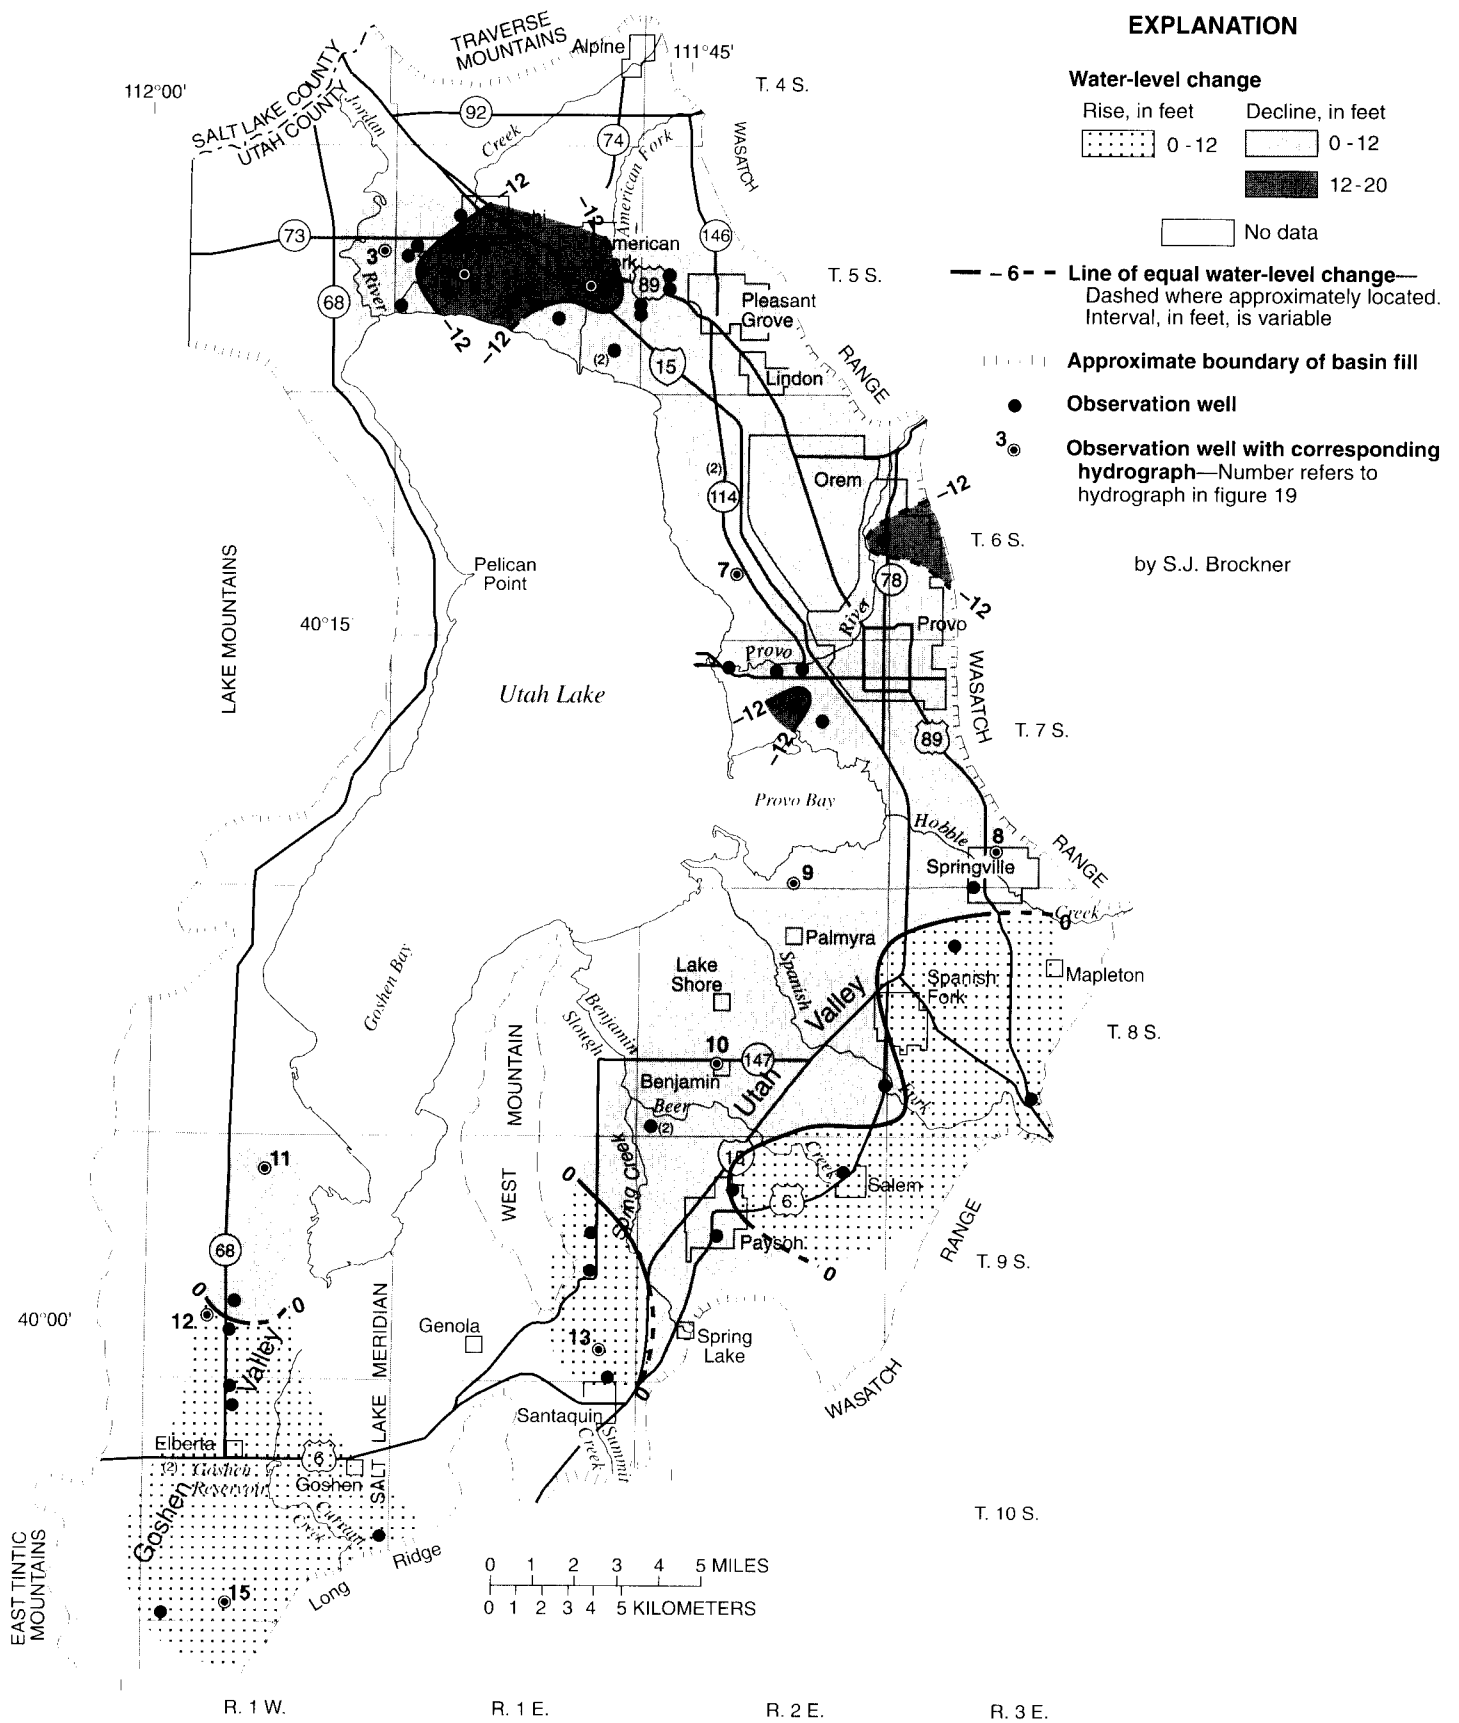 EXPLANATION
Water-level change
Rise, in feet
Decline, in feet
0-12
0-12
12-20
No data
-6-
Line of equal water-level change—
Dashed where approximately located.
Interval, in feet, is variable
Approximate boundary of basin fill
Observation well
3
Observation well with corresponding
hydrograph—Number refers to
hydrograph in figure 19
by S.J. Brockner
TRAVERSE
MOUNTAINS
Alpine
111°45'
T. 4 S.
112°00'
SALT LAKE COUNTY
UTAH COUNTY
Jordan
92
Creek
74
American Fork
WASATCH
-12
-12
73
3
River
68
American
Fork
89
146
T. 5 S.
Pleasant
Grove
-12
-12
(2)
15
Lindon
RANGE
(2)
114
Orem
-12
T. 6 S.
7
78
-12
Pelican
Point
40°15'
LAKE MOUNTAINS
Utah Lake
River
Provo
Provo
WASATCH
-12
-12
89
T. 7 S.
Provo Bay
Hobble
8
Springville
RANGE
Creek
0
9
Palmyra
Goshen Bay
Lake
Shore
Spanish
Valley
Spanish
Fork
Mapleton
T. 8 S.
Benjamin
Slough
WEST MOUNTAIN
10
147
Benjamin
Utah
Beer
(2)
Fork
Spring Creek
15
Creek
Salem
6
Payson
0
0
11
68
RANGE
T. 9 S.
0
0
12
40°00'
Valley
Genola
13
Spring
Lake
0
WASATCH
SALT LAKE MERIDIAN
Santaquin
Summit
Creek
Elberta
6
(2)
Goshen
Reservoir
Goshen
Goshen
Currant
Creek
T. 10 S.
EAST TINTIC
MOUNTAINS
15
Long
Ridge
0 1 2 3 4 5 MILES
0 1 2 3 4 5 KILOMETERS
R. 1 W.
R. 1 E.
R. 2 E.
R. 3 E.